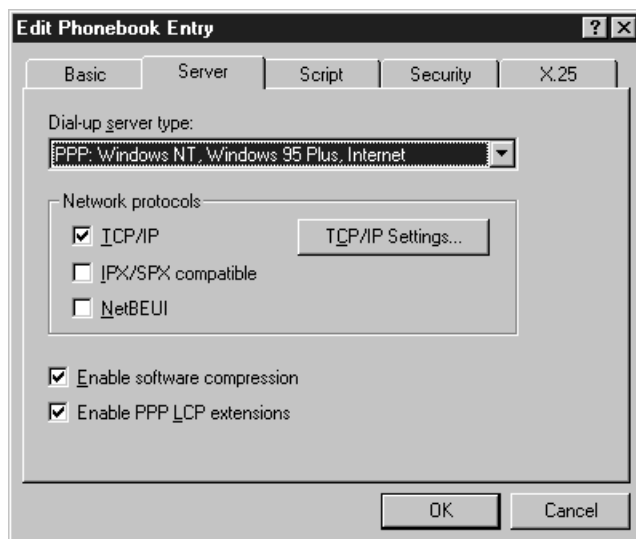 Edit Phonebook Entry
Basic Server Script Security X.25
Dial-up server type:
PPP: Windows NT, Windows 95 Plus, Internet
Network protocols
TCP/IP TCP/IP Settings...
IPX/SPX compatible
NetBEUI
Enable software compression
Enable PPP LCP extensions
OK Cancel